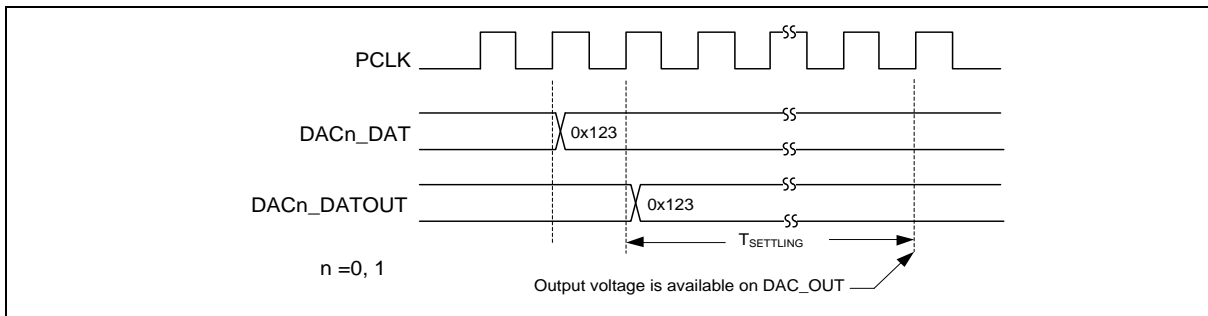 PCLK
DACn_DAT
0x123
DACn_DATOUT
0x123
TSETTLING
n =0, 1
Output voltage is available on DAC_OUT